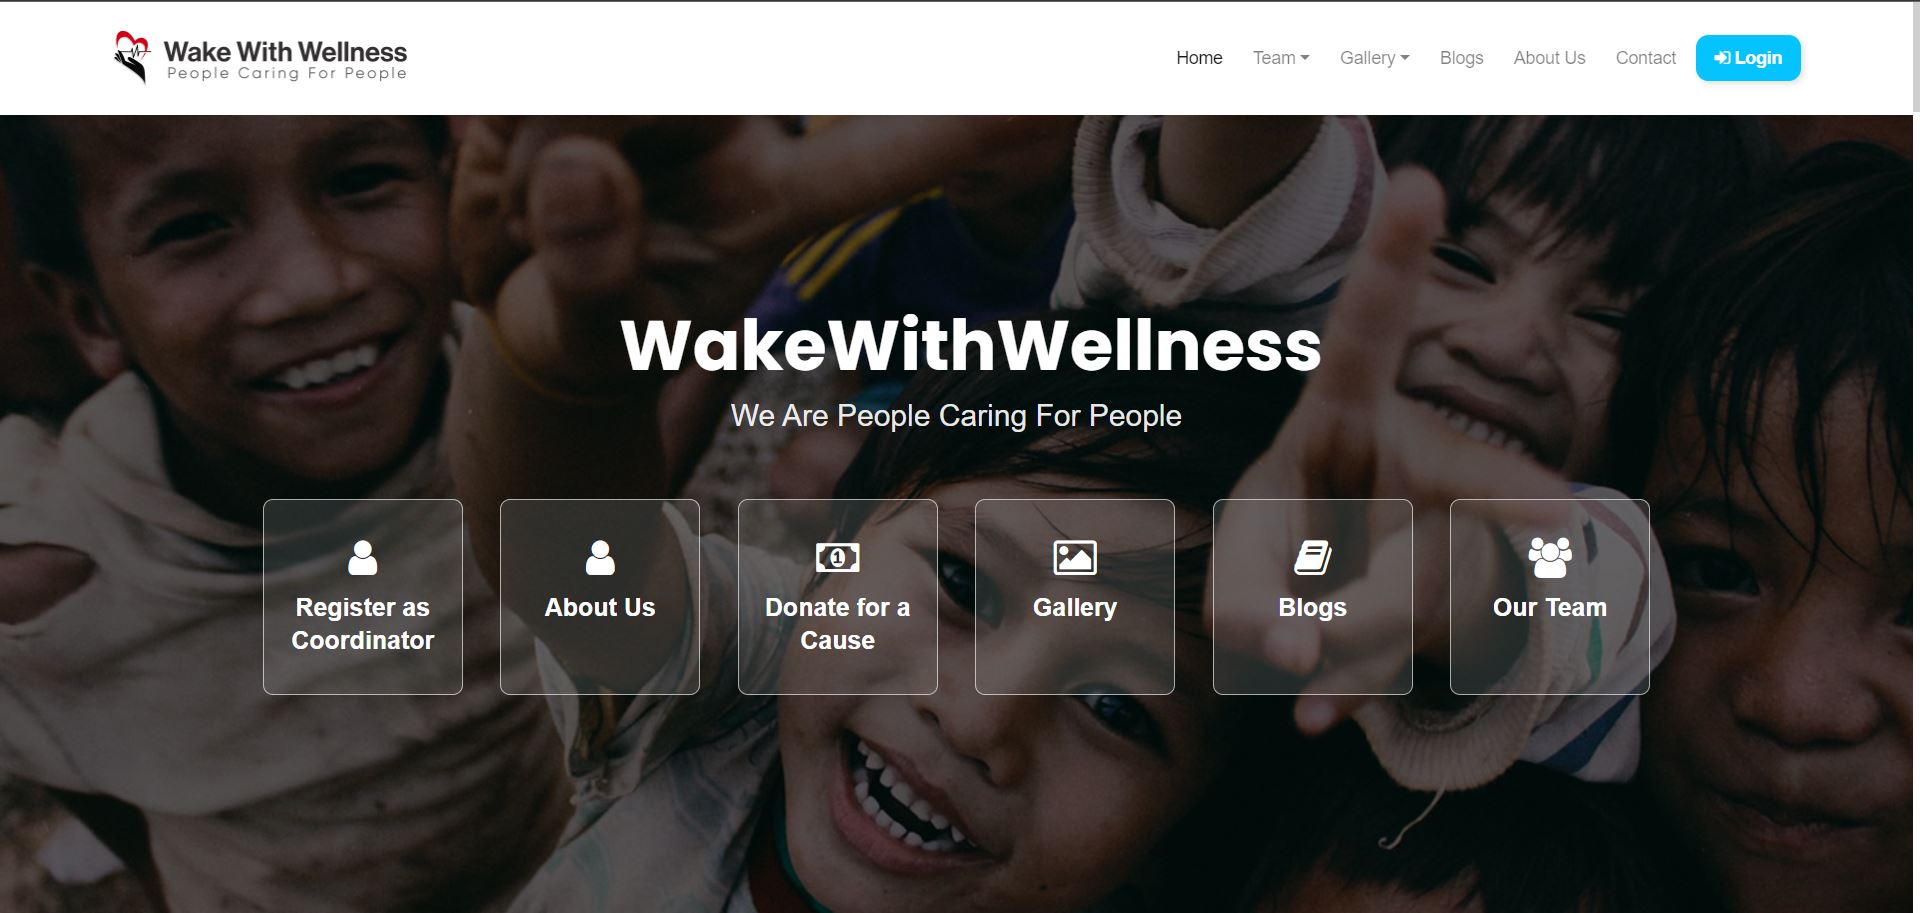 Wake With Wellness
People Caring For People
Home Team Gallery Blogs About Us Contact Login
WakeWithWellness
We Are People Caring For People
Register as
Coordinator
About Us
Donate for a
Cause
Gallery
Blogs
Our Team